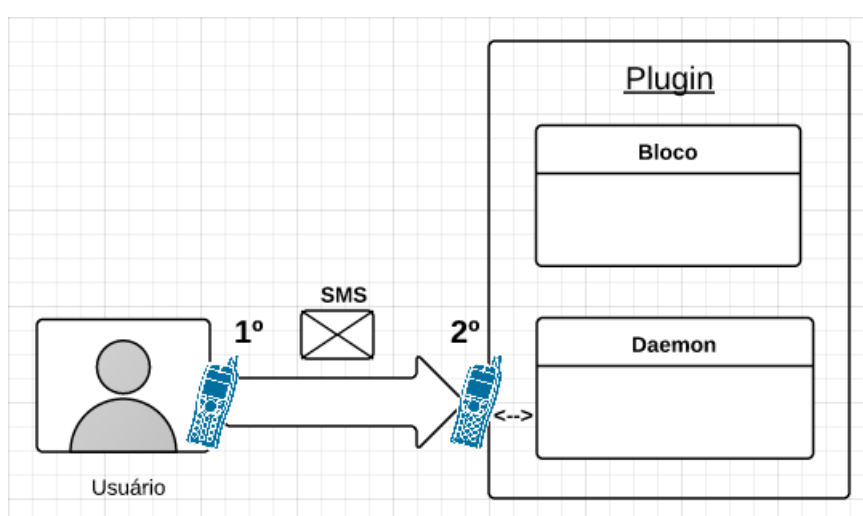 Plugin
Bloco
SMS
1º
2º
Daemon
<-->
Usuário